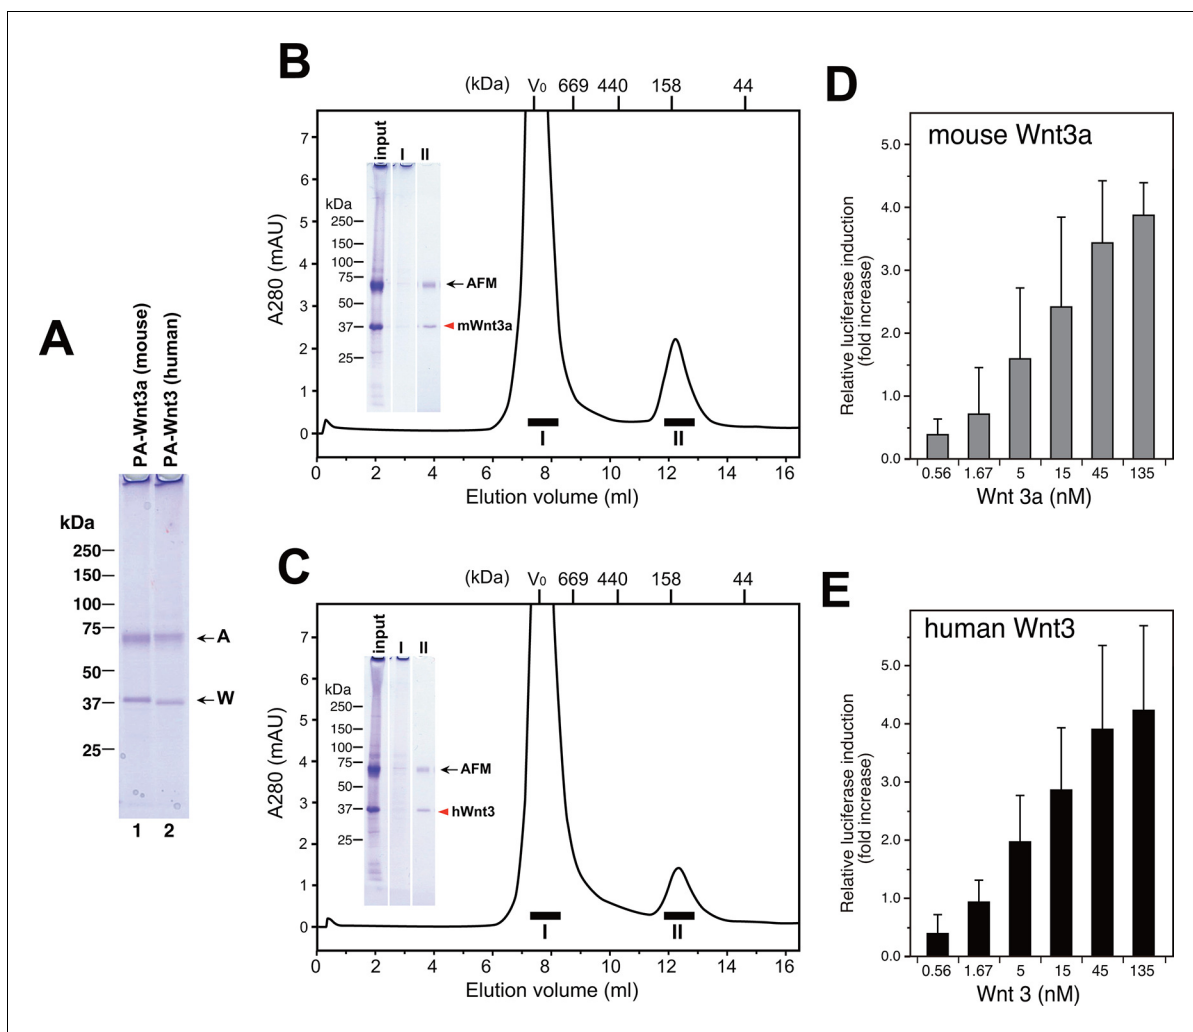 A
PA-Wnt3a (mouse)
PA-Wnt3 (human)
kDa
250
150
100
75
50
37
25
A
W
1 2
B
(kDa) V0 669 440 158 44
A280 (mAU)
7
6
5
4
3
2
1
0
input I II
kDa
250
150
100
75
50
37
25
AFM
mWnt3a
I II
0 2 4 6 8 10 12 14 16
Elution volume (ml)
C
(kDa) V0 669 440 158 44
A280 (mAU)
7
6
5
4
3
2
1
0
input I II
kDa
250
150
100
75
50
37
25
AFM
hWnt3
I II
0 2 4 6 8 10 12 14 16
Elution volume (ml)
D
mouse Wnt3a
Relative luciferase induction
(fold increase)
5.0
4.0
3.0
2.0
1.0
0.0
0.56 1.67 5 15 45 135
Wnt 3a (nM)
E
human Wnt3
Relative luciferase induction
(fold increase)
5.0
4.0
3.0
2.0
1.0
0.0
0.56 1.67 5 15 45 135
Wnt 3 (nM)